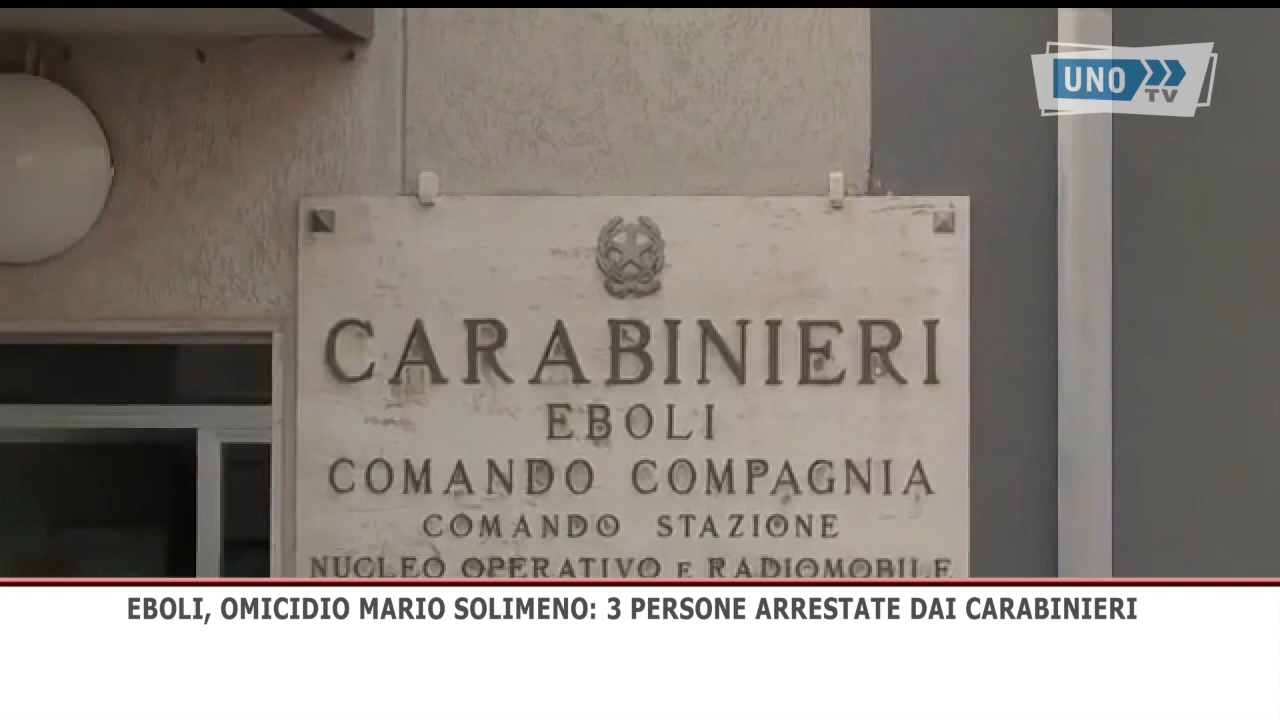 UNO
TV
CARABINIERI
EBOLI
COMANDO COMPAGNIA
COMANDO STAZIONE
NUCLEO OPERATIVO E RADIOMOBILE
EBOLI, OMICIDIO MARIO SOLIMENO: 3 PERSONE ARRESTATE DAI CARABINIERI